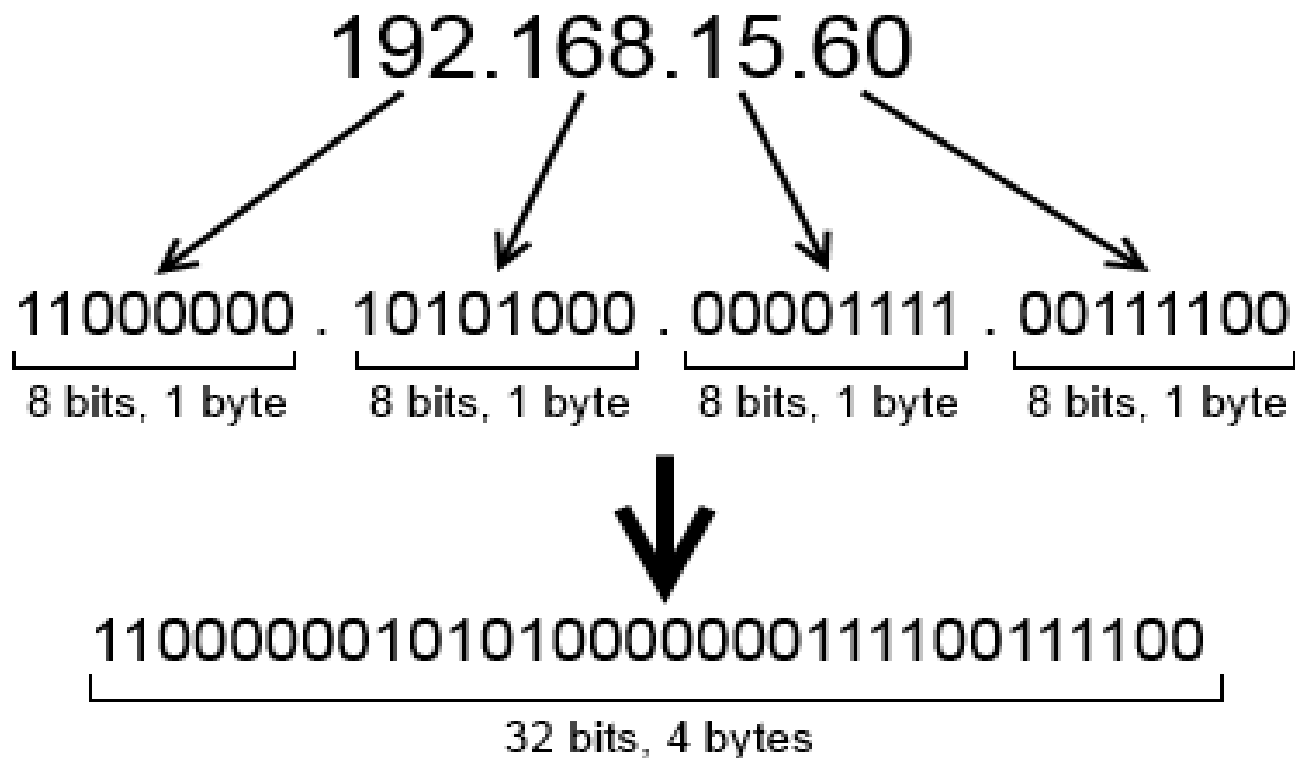 192.168.15.60
11000000 . 10101000 . 00001111 . 00111100
8 bits, 1 byte 8 bits, 1 byte 8 bits, 1 byte 8 bits, 1 byte
11000000101010000000111100111100
32 bits, 4 bytes